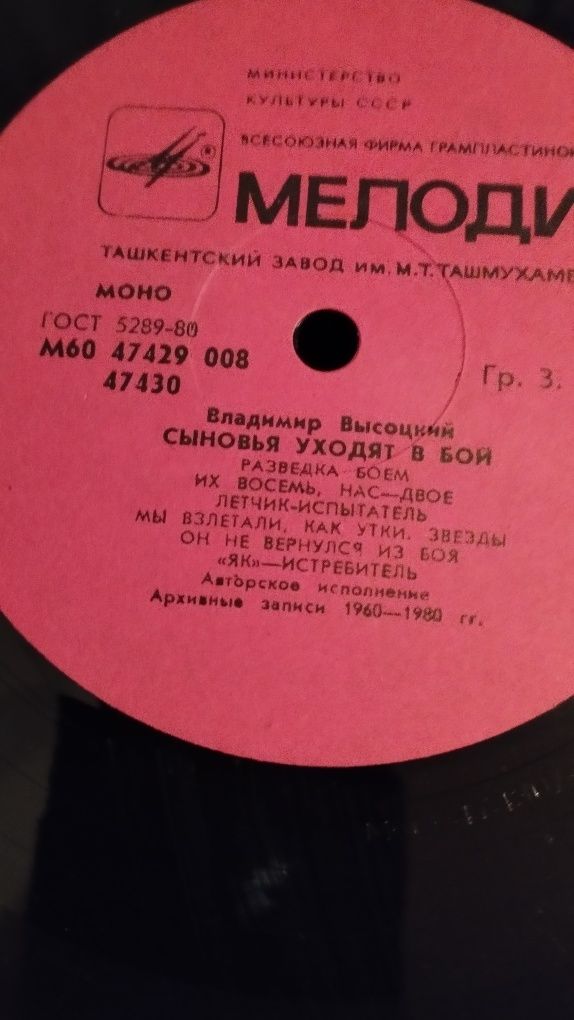 МИНИСТЕРСТВО
КУЛЬТУРЫ СССР
ВСЕСОЮЗНАЯ ФИРМА ГРАМПЛАСТИНОК
®
МЕЛОДИ
ТАШКЕНТСКИЙ ЗАВОД ИМ. М.Т.ТАШМУХАМЕ
МОНО
ГОСТ 5289-80
М60 47429 008
47430
Гр. 3.
Владимир Высоцкий
СЫНОВЬЯ УХОДЯТ В БОЙ
РАЗВЕДКА БОЕМ
ИХ ВОСЕМЬ, НАС—ДВОЕ
ЛЕТЧИК-ИСПЫТАТЕЛЬ
МЫ ВЗЛЕТАЛИ, КАК УТКИ. ЗВЕЗДЫ
ОН НЕ ВЕРНУЛСЯ ИЗ БОЯ
«ЯК»—ИСТРЕБИТЕЛЬ
Авторское исполнение
Архивные записи 1960—1980 гг.